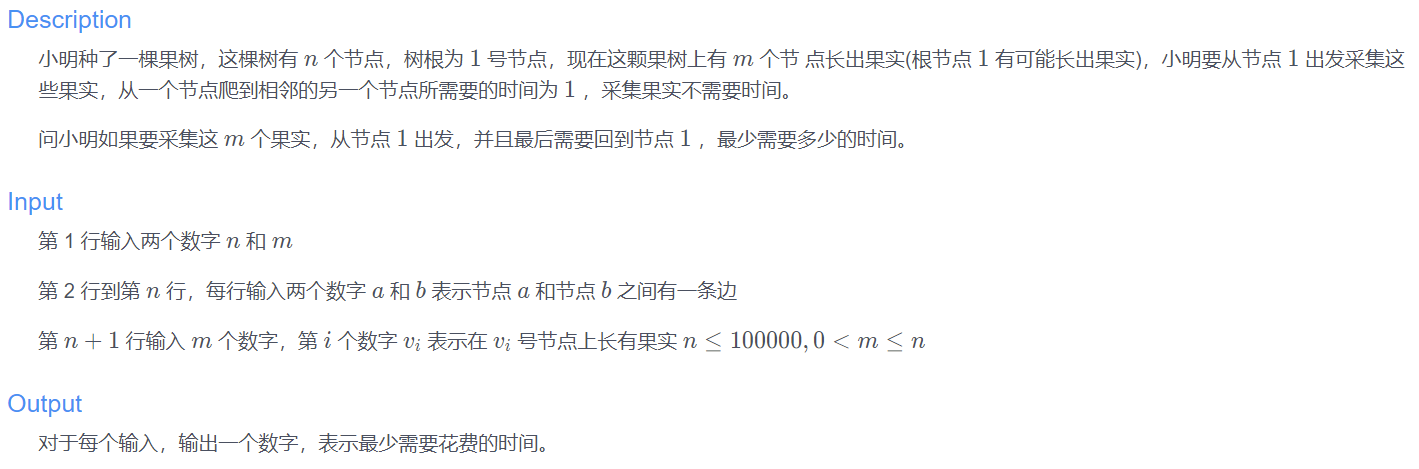 Description
小明种了一棵果树，这棵树有 n 个节点，树根为 1 号节点，现在这颗果树上有 m 个节 点长出果实(根节点 1 有可能长出果实)，小明要从节点 1 出发采集这
些果实，从一个节点爬到相邻的另一个节点所需要的时间为 1 ，采集果实不需要时间。
问小明如果要采集这 m 个果实，从节点 1 出发，并且最后需要回到节点 1 ，最少需要多少的时间。
Input
第 1 行输入两个数字 n 和 m
第 2 行到第 n 行，每行输入两个数字 a 和 b 表示节点 a 和节点 b 之间有一条边
第 n + 1 行输入 m 个数字，第 i 个数字 vᵢ 表示在 vᵢ 号节点上长有果实 n ≤ 100000, 0 < m ≤ n
Output
对于每个输入，输出一个数字，表示最少需要花费的时间。